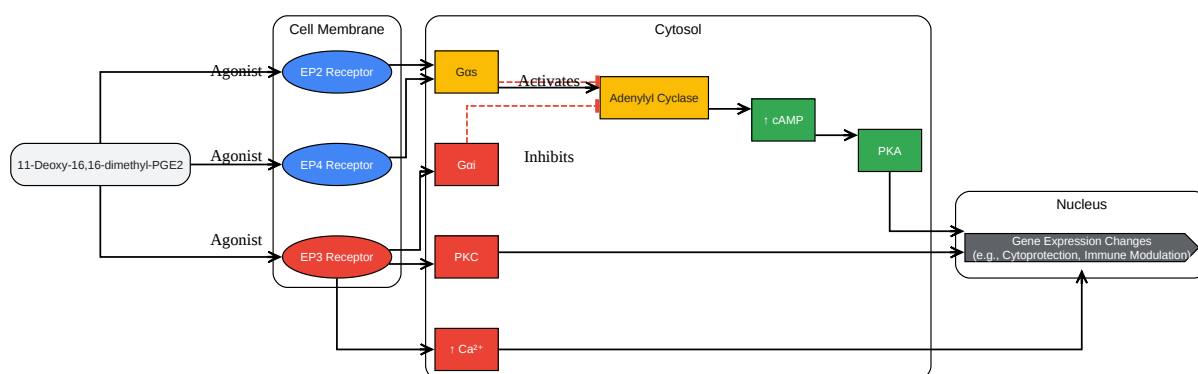 Cell Membrane
Cytosol
Agonist
EP2 Receptor
Gαs
Activates
Adenylyl Cyclase
↑ cAMP
11-Deoxy-16,16-dimethyl-PGE2
Agonist
EP4 Receptor
Gαi
Inhibits
PKA
Nucleus
Agonist
EP3 Receptor
PKC
Gene Expression Changes
(e.g., Cytoprotection, Immune Modulation)
↑ Ca²⁺